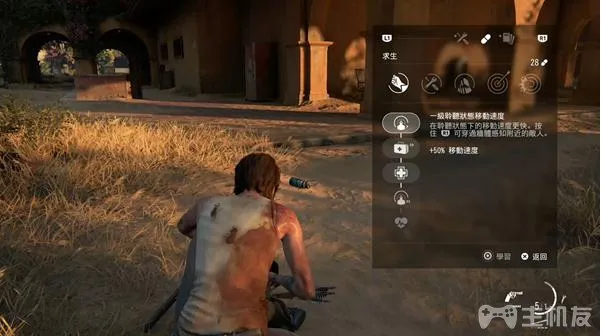 L1
R1
求生
28
一級聆聽狀態移動速度
在聆聽狀態下的移動速度更快。按
住 R1 可穿過牆體感知附近的敵人。
+50% 移動速度
學習
返回
5/1
主机友